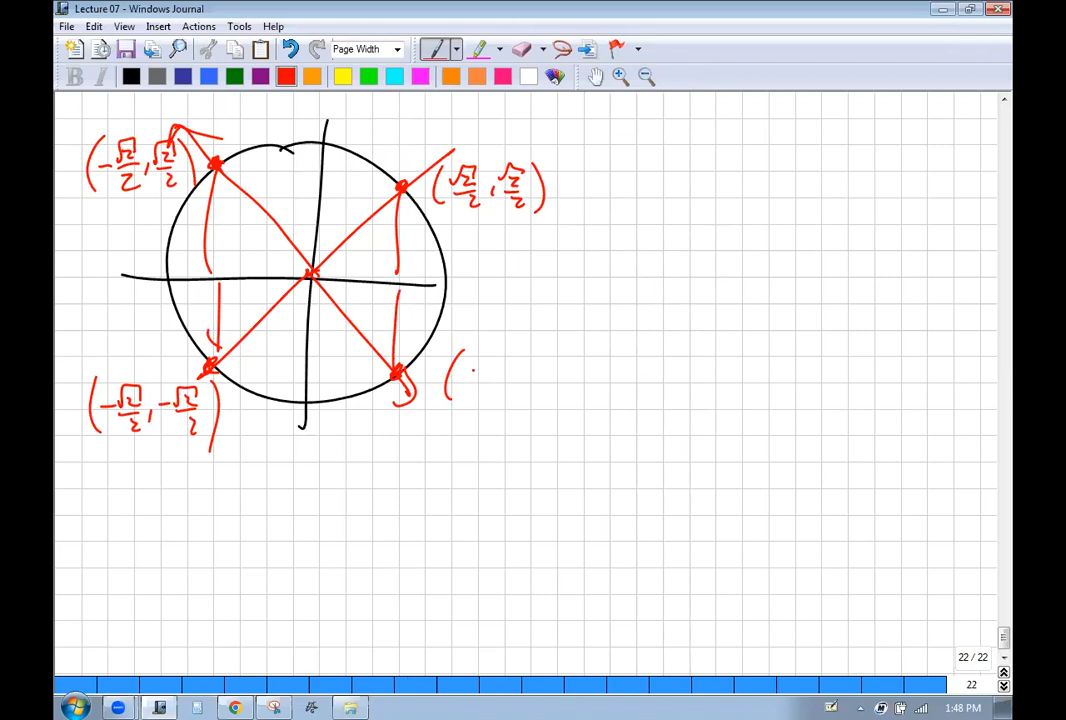 Lecture 07 - Windows Journal
File Edit View Insert Actions Tools Help
Page Width
B I
(-√2/2, √2/2)
(√2/2, √2/2)
(-√2/2, -√2/2)
(
22 / 22
22
1:48 PM